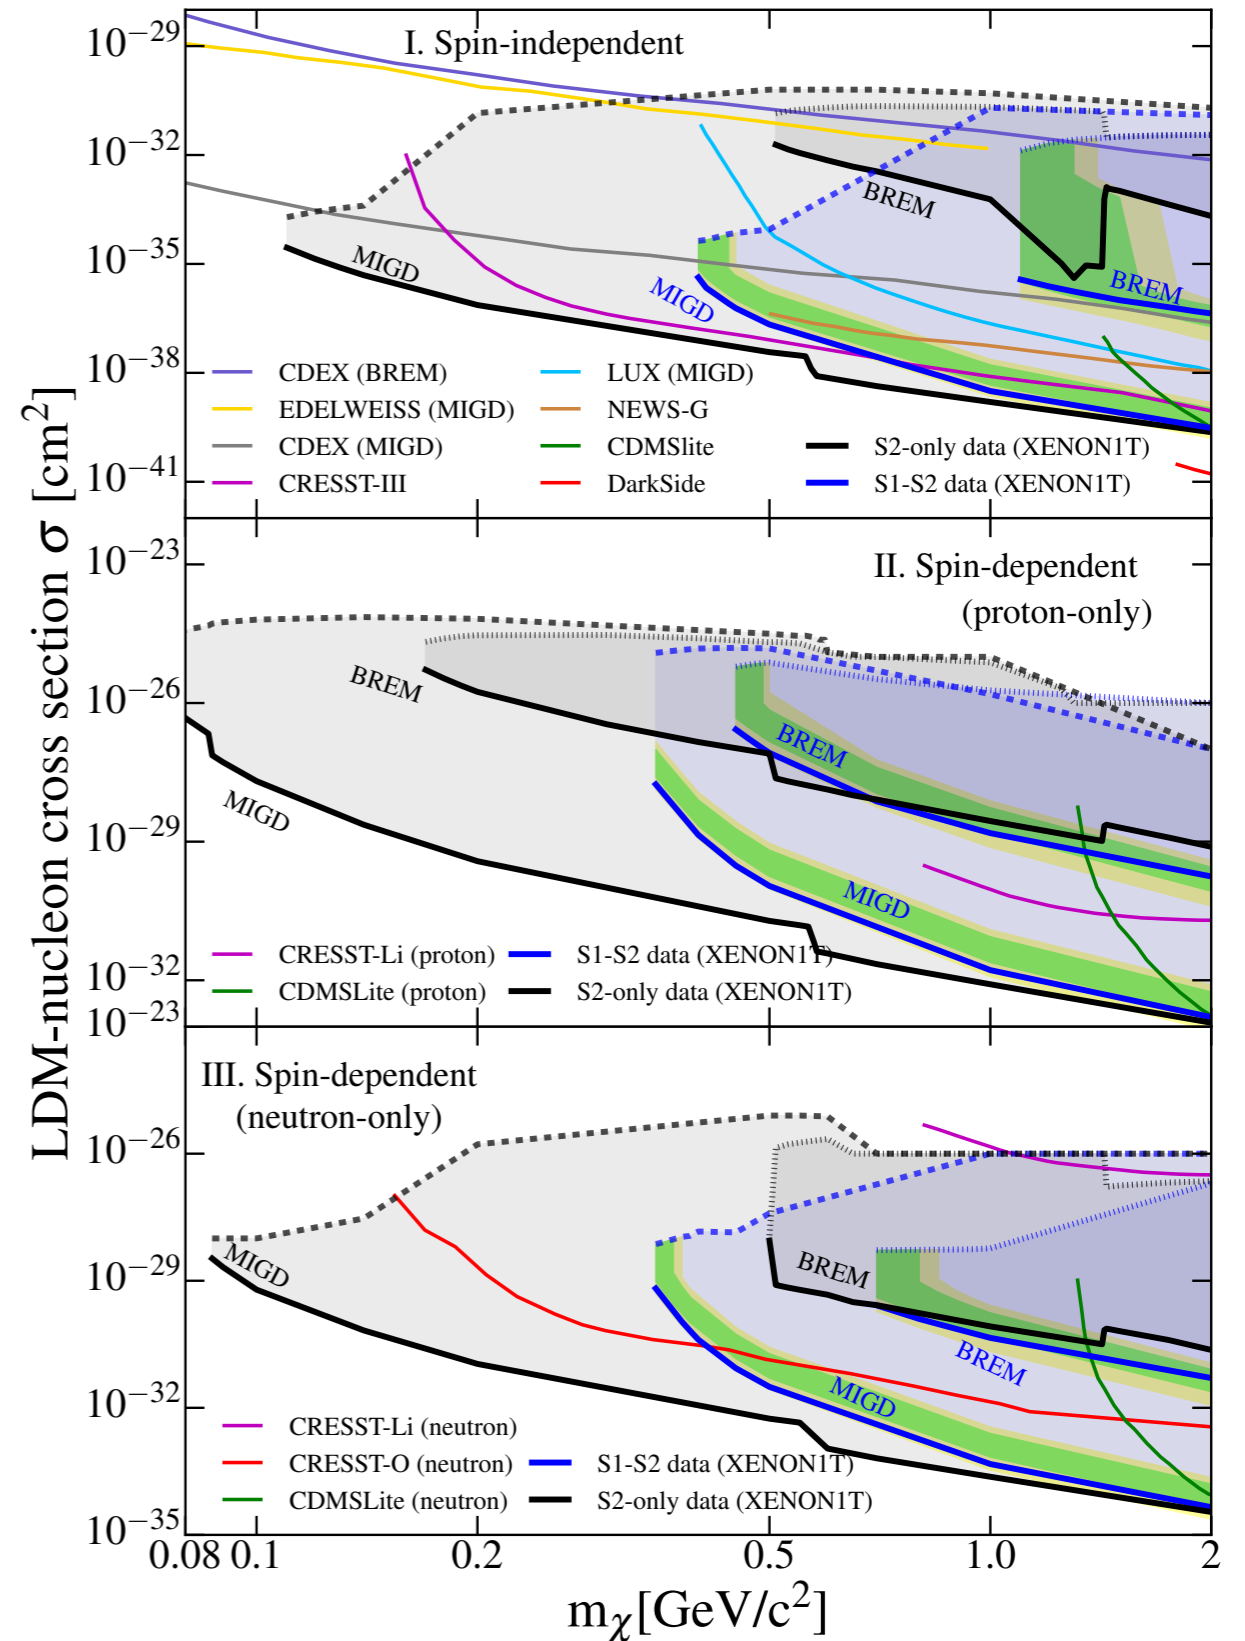 LDM-nucleon cross section σ [cm²]
I. Spin-independent
10⁻²⁹
10⁻³²
10⁻³⁵
10⁻³⁸
10⁻⁴¹
BREM
MIGD
MIGD
BREM
CDEX (BREM)
EDELWEISS (MIGD)
CDEX (MIGD)
CRESST-III
LUX (MIGD)
NEWS-G
CDMSlite
DarkSide
S2-only data (XENON1T)
S1-S2 data (XENON1T)
II. Spin-dependent
(proton-only)
10⁻²³
10⁻²⁶
10⁻²⁹
10⁻³²
BREM
BREM
MIGD
MIGD
CRESST-Li (proton)
CDMSLite (proton)
S1-S2 data (XENON1T)
S2-only data (XENON1T)
III. Spin-dependent
(neutron-only)
10⁻²³
10⁻²⁶
10⁻²⁹
10⁻³²
10⁻³⁵
MIGD
BREM
BREM
MIGD
CRESST-Li (neutron)
CRESST-O (neutron)
CDMSLite (neutron)
S1-S2 data (XENON1T)
S2-only data (XENON1T)
0.08 0.1 0.2 0.5 1.0 2
mχ[GeV/c²]